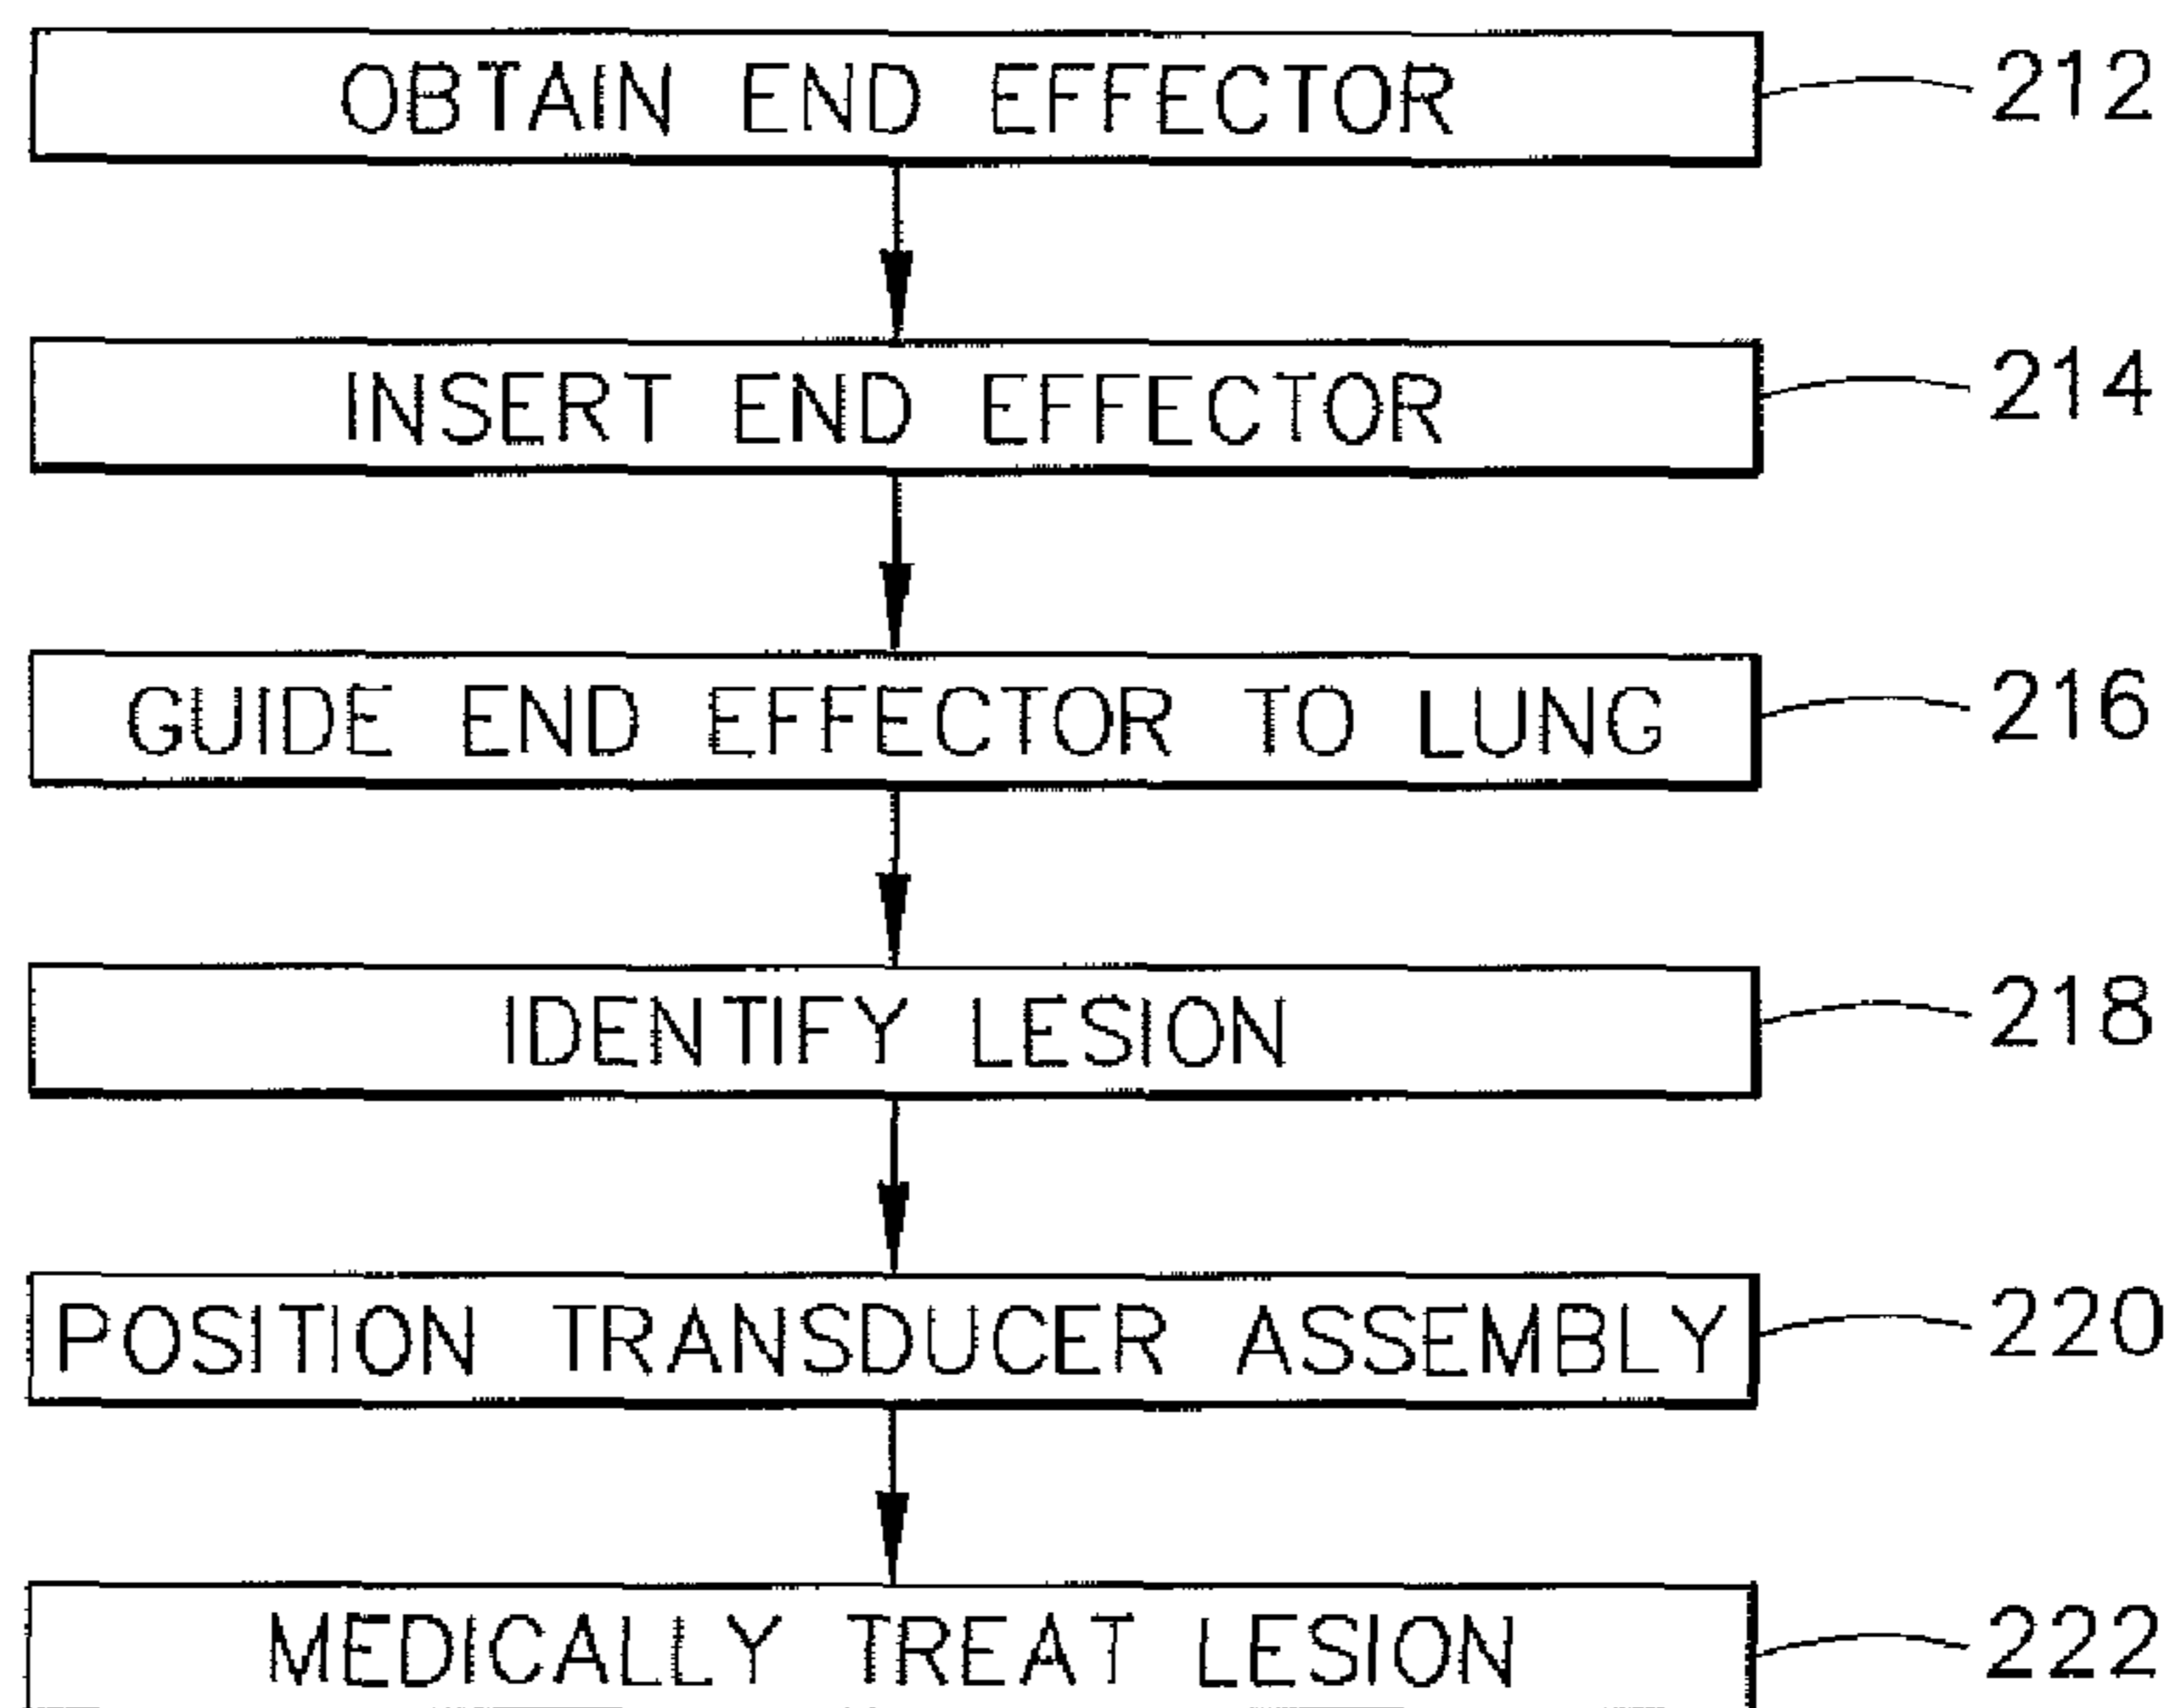 OBTAIN END EFFECTOR 212
INSERT END EFFECTOR 214
GUIDE END EFFECTOR TO LUNG 216
IDENTIFY LESION 218
POSITION TRANSDUCER ASSEMBLY 220
MEDICALLY TREAT LESION 222